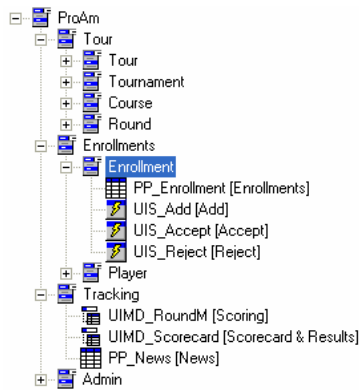 ProAm
Tour
Tour
Tournament
Course
Round
Enrollments
Enrollment
PP_Enrollment [Enrollments]
UIS_Add [Add]
UIS_Accept [Accept]
UIS_Reject [Reject]
Player
Tracking
UIMD_RoundM [Scoring]
UIMD_Scorecard [Scorecard & Results]
PP_News [News]
Admin